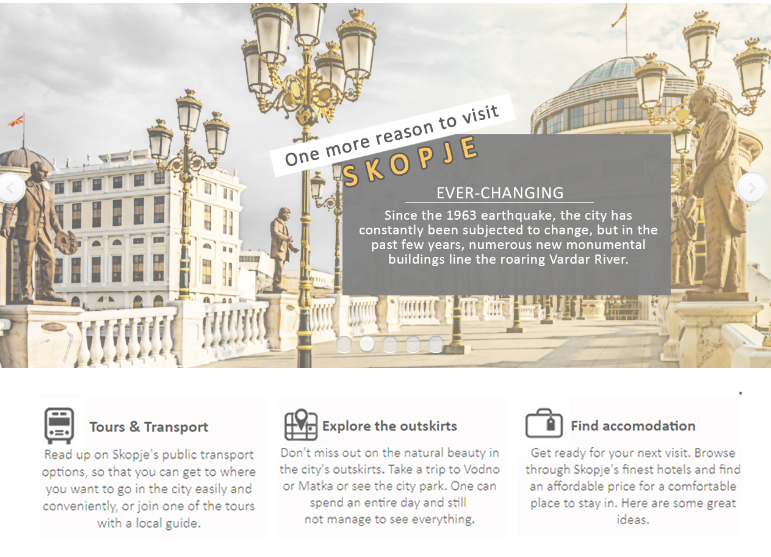 One more reason to visit
SKOPJE
EVER-CHANGING
Since the 1963 earthquake, the city has
constantly been subjected to change, but in the
past few years, numerous new monumental
buildings line the roaring Vardar River.
Tours & Transport
Read up on Skopje's public transport
options, so that you can get to where
you want to go in the city easily and
conveniently, or join one of the tours
with a local guide.
Explore the outskirts
Don't miss out on the natural beauty in
the city's outskirts. Take a trip to Vodno
or Matka or see the city park. One can
spend an entire day and still
not manage to see everything.
Find accomodation
Get ready for your next visit. Browse
through Skopje's finest hotels and find
an affordable price for a comfortable
place to stay in. Here are some great
ideas.